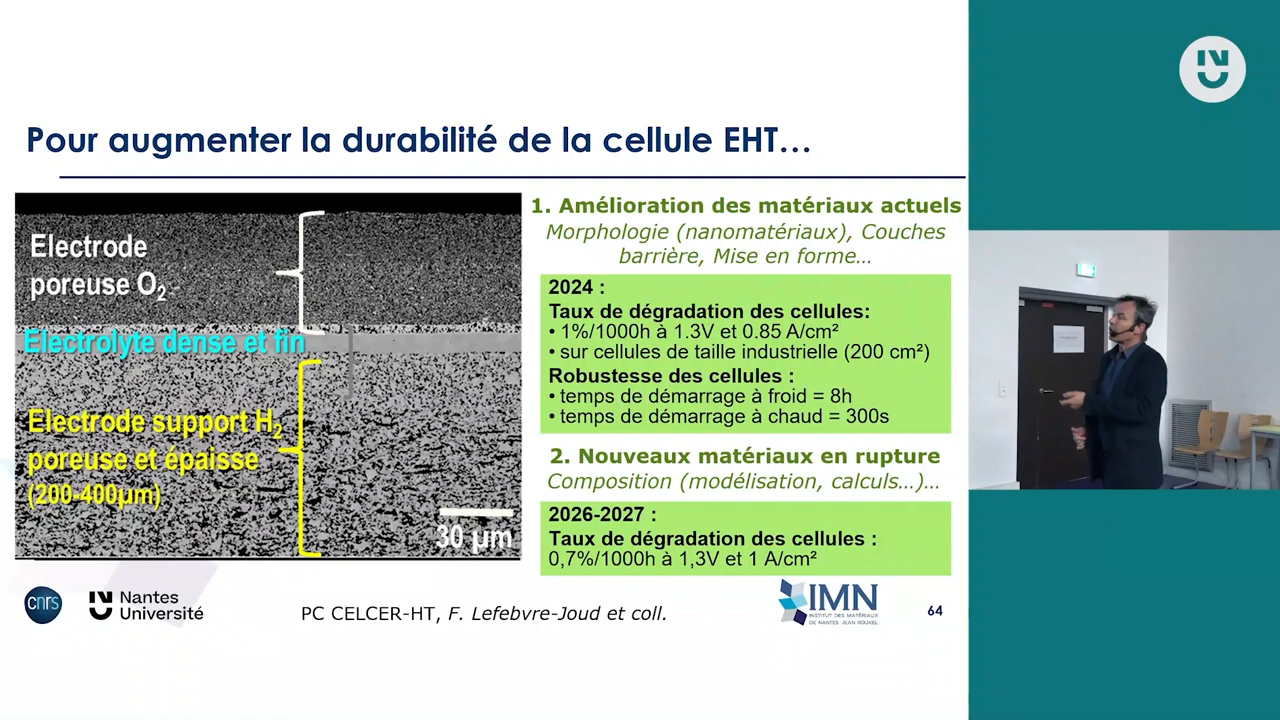 Pour augmenter la durabilité de la cellule EHT…
Electrode
poreuse O₂
Electrolyte dense et fin
Electrode support H₂
poreuse et épaisse
(200-400µm)
30 µm
1. Amélioration des matériaux actuels
Morphologie (nanomatériaux), Couches
barrière, Mise en forme…
2024 :
Taux de dégradation des cellules:
• 1%/1000h à 1.3V et 0.85 A/cm²
• sur cellules de taille industrielle (200 cm²)
Robustesse des cellules :
• temps de démarrage à froid = 8h
• temps de démarrage à chaud = 300s
2. Nouveaux matériaux en rupture
Composition (modélisation, calculs…)…
2026-2027 :
Taux de dégradation des cellules :
0,7%/1000h à 1,3V et 1 A/cm²
cnrs
Nantes
Université
PC CELCER-HT, F. Lefebvre-Joud et coll.
IMN
INSTITUT DES MATÉRIAUX
DE NANTES JEAN ROUXEL
64